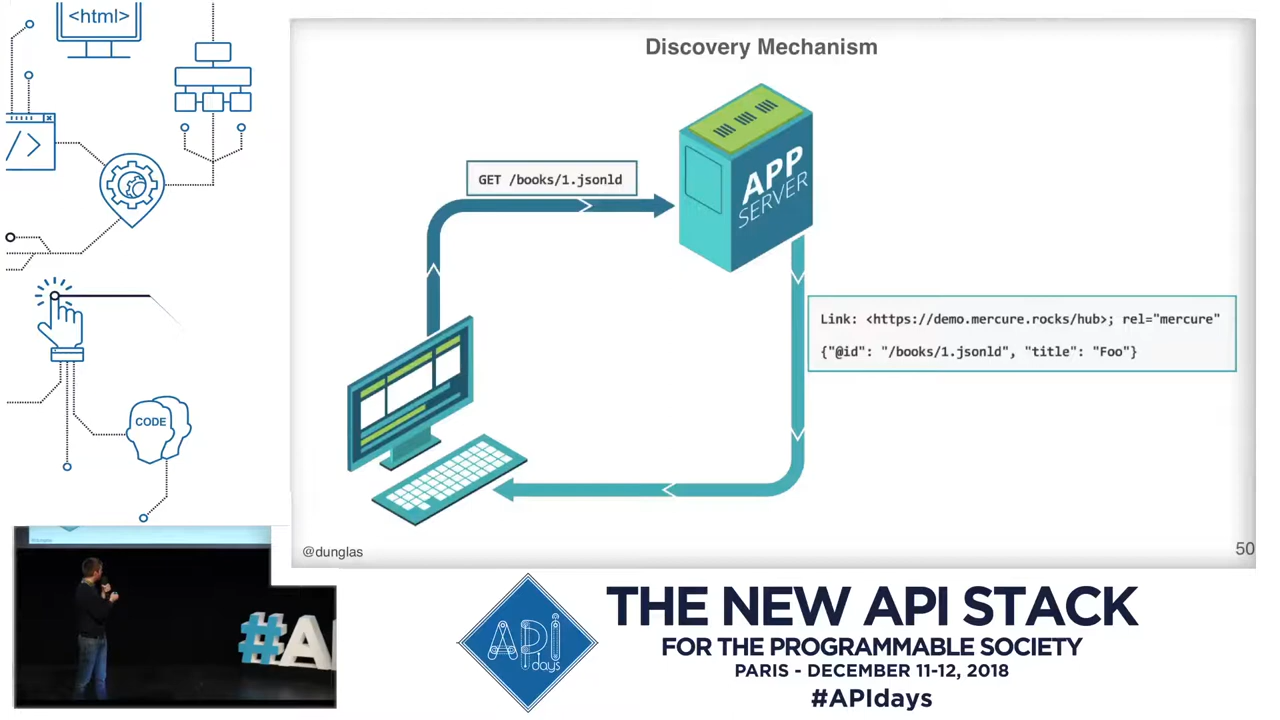 <html>
Discovery Mechanism
GET /books/1.jsonld
APP
SERVER
Link: <https://demo.mercure.rocks/hub>; rel="mercure"
{"@id": "/books/1.jsonld", "title": "Foo"}
</>
CODE
@dunglas
50
#A
API
days
THE NEW API STACK
FOR THE PROGRAMMABLE SOCIETY
PARIS - DECEMBER 11-12, 2018
#APIdays